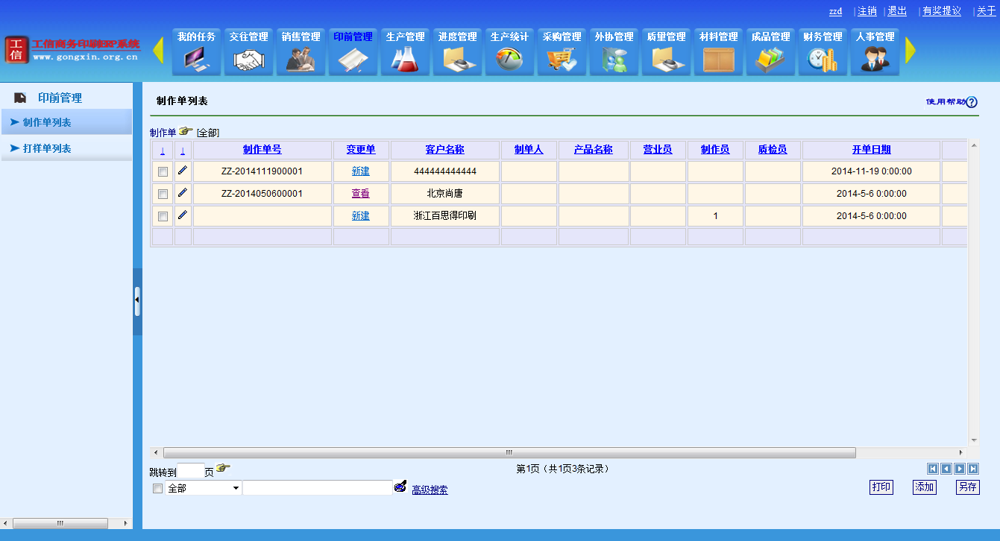 zzd |注销 |退出 |有奖提议 |关于
工信 工信商务印刷ERP系统
www.gongxin.org.cn
我的任务 交往管理 销售管理 印前管理 生产管理 进度管理 生产统计 采购管理 外协管理 质量管理 材料管理 成品管理 财务管理 人事管理
印前管理
制作单列表
打样单列表
制作单列表 使用帮助?
制作单 [全部]
↓ ↓ 制作单号 变更单 客户名称 制单人 产品名称 营业员 制作员 质检员 开单日期
ZZ-2014111900001 新建 444444444444 2014-11-19 0:00:00
ZZ-2014050600001 查看 北京尚唐 2014-5-6 0:00:00
新建 浙江百思得印刷 1 2014-5-6 0:00:00
跳转到 页 第1页（共1页3条记录）
全部 高级搜索 打印 添加 另存